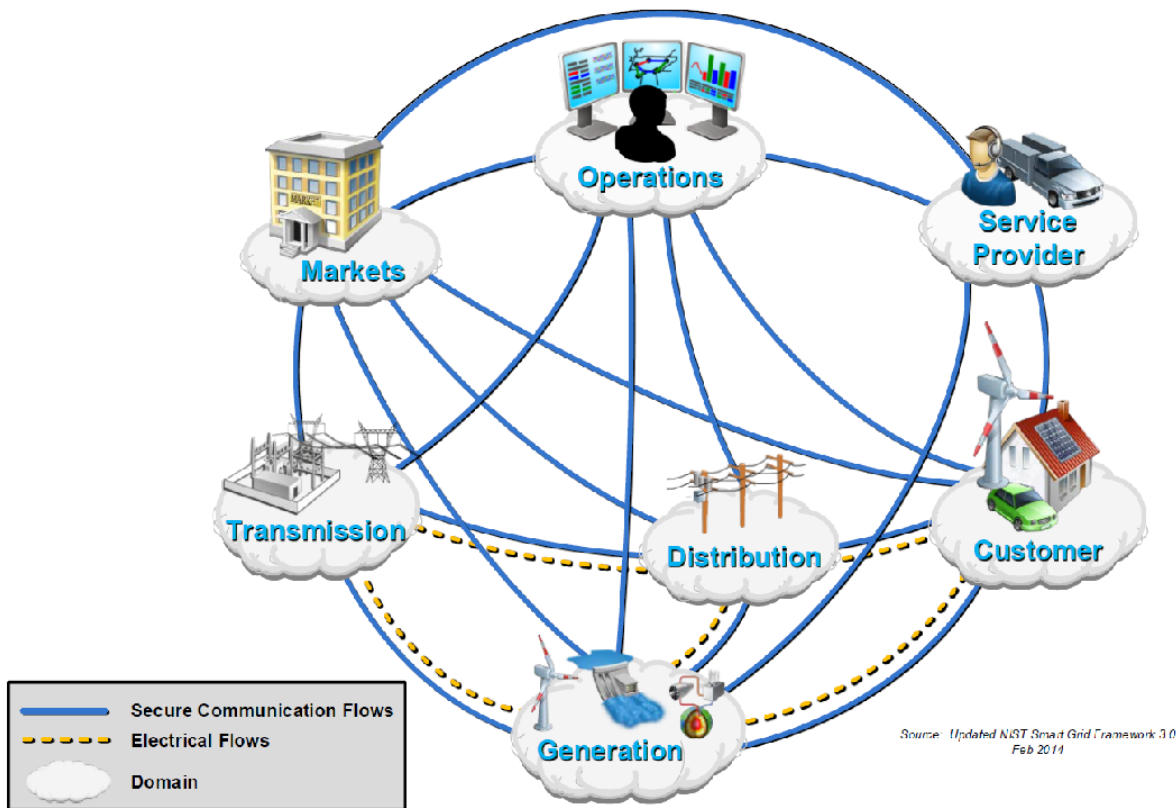 Operations
Service
Provider
Markets
Transmission
Distribution
Customer
Generation
Secure Communication Flows
Electrical Flows
Domain
Source: Updated NIST Smart Grid Framework 3.0
Feb 2014